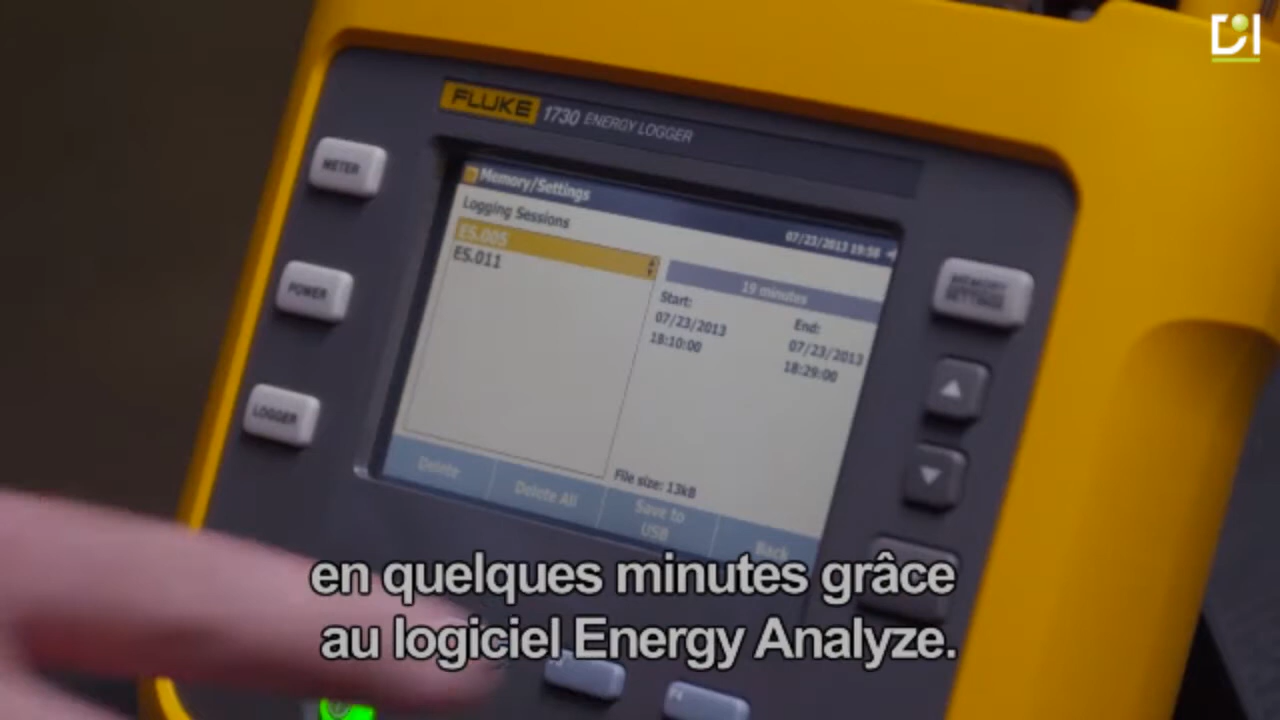 FLUKE 1730 ENERGY LOGGER
METER
POWER
LOGGER
MEMORY
SETTINGS
Memory/Settings
07/23/2013 19:58
Logging Sessions
ES.005
ES.011
19 minutes
Start:
07/23/2013
18:10:00
End:
07/23/2013
18:29:00
File size: 13kB
Delete
Delete All
Save to
USB
Back
en quelques minutes grâce
au logiciel Energy Analyze.